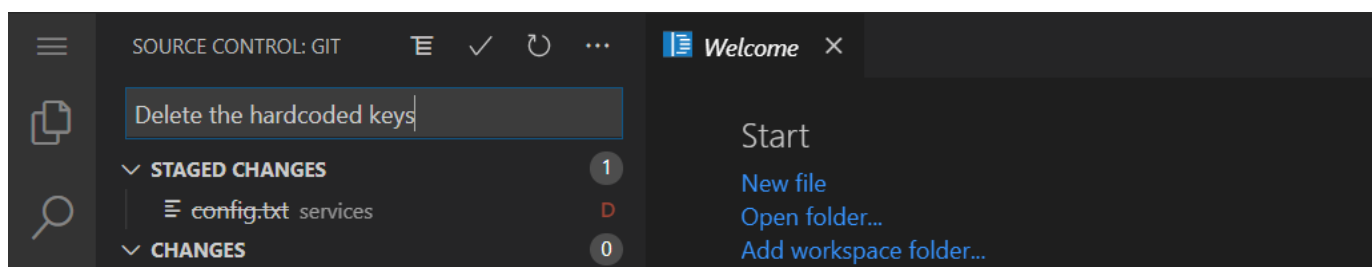 SOURCE CONTROL: GIT
Welcome
Delete the hardcoded keys
STAGED CHANGES 1
config.txt services D
CHANGES 0
Start
New file
Open folder...
Add workspace folder...